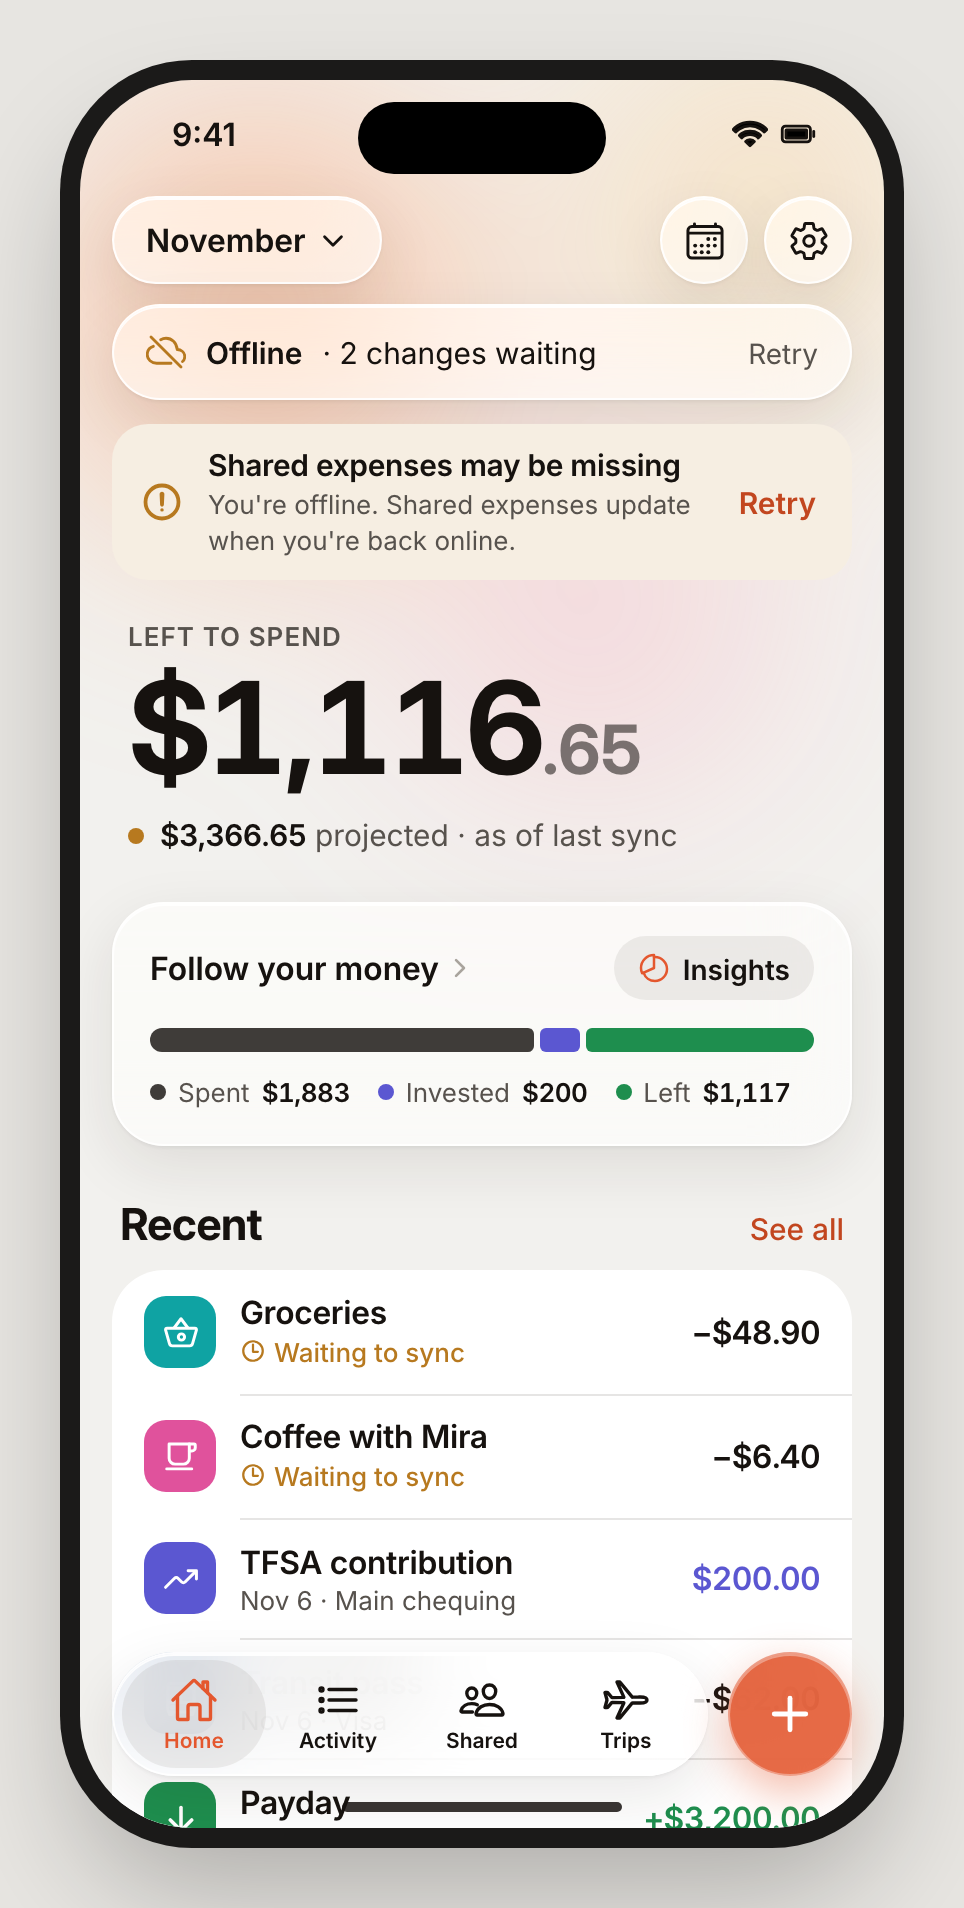 9:41
November
Offline · 2 changes waiting
Retry
Shared expenses may be missing
You're offline. Shared expenses update
when you're back online.
Retry
LEFT TO SPEND
$1,116.65
$3,366.65 projected · as of last sync
Follow your money
Insights
Spent $1,883
Invested $200
Left $1,117
Recent
See all
Groceries
Waiting to sync
−$48.90
Coffee with Mira
Waiting to sync
−$6.40
TFSA contribution
Nov 6 · Main chequing
$200.00
Nov 6 · Visa
Home
Activity
Shared
Trips
Payday
+$3,200.00